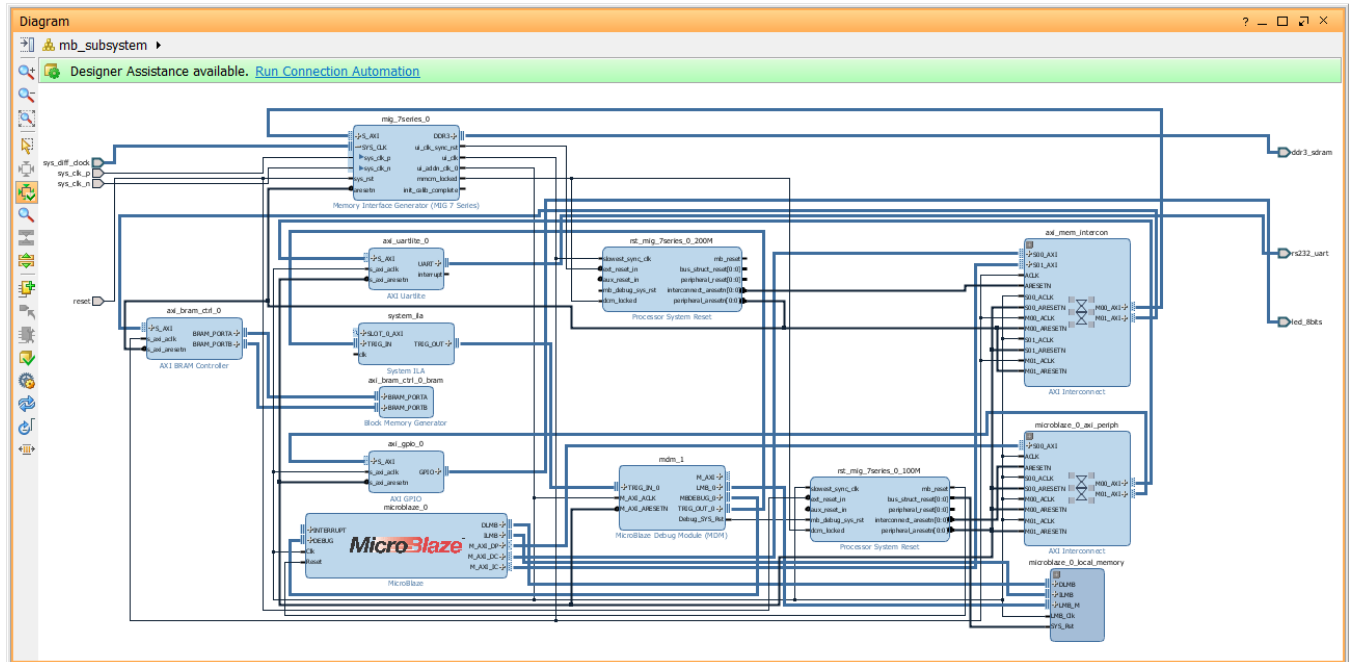 Diagram
mb_subsystem
Designer Assistance available. Run Connection Automation
sys_diff_clock
sys_clk_p
sys_clk_n
reset
mig_7series_0
S_AXI
SYS_CLK
sys_clk_p
sys_clk_n
sys_rst
aresetn
DDR3
ui_clk_sync_rst
ui_clk
ui_addn_clk_0
mmcm_locked
init_calib_complete
Memory Interface Generator (MIG 7 Series)
ddr3_sdram
rs232_uart
led_8bits
axi_uartlite_0
S_AXI
s_axi_aclk
s_axi_aresetn
UART
interrupt
AXI Uartlite
rst_mig_7series_0_200M
slowest_sync_clk
ext_reset_in
aux_reset_in
mb_debug_sys_rst
dcm_locked
mb_reset
bus_struct_reset[0:0]
peripheral_reset[0:0]
interconnect_aresetn[0:0]
peripheral_aresetn[0:0]
Processor System Reset
axi_mem_intercon
S00_AXI
S01_AXI
ACLK
ARESETN
S00_ACLK
S00_ARESETN
M00_ACLK
M00_ARESETN
S01_ACLK
S01_ARESETN
M01_ACLK
M01_ARESETN
M00_AXI
M01_AXI
AXI Interconnect
axi_bram_ctrl_0
S_AXI
s_axi_aclk
s_axi_aresetn
BRAM_PORTA
BRAM_PORTB
AXI BRAM Controller
system_ila
SLOT_0_AXI
TRIG_IN
clk
TRIG_OUT
System ILA
axi_bram_ctrl_0_bram
BRAM_PORTA
BRAM_PORTB
Block Memory Generator
axi_gpio_0
S_AXI
s_axi_aclk
s_axi_aresetn
GPIO
AXI GPIO
microblaze_0
INTERRUPT
DEBUG
Clk
Reset
MicroBlaze
DLMB
ILMB
M_AXI_DP
M_AXI_DC
M_AXI_IC
MicroBlaze
mdm_1
TRIG_IN_0
M_AXI_ACLK
M_AXI_ARESETN
M_AXI
LMB_0
MBDEBUG_0
TRIG_OUT_0
Debug_SYS_Rst
MicroBlaze Debug Module (MDM)
rst_mig_7series_0_100M
slowest_sync_clk
ext_reset_in
aux_reset_in
mb_debug_sys_rst
dcm_locked
mb_reset
bus_struct_reset[0:0]
peripheral_reset[0:0]
interconnect_aresetn[0:0]
peripheral_aresetn[0:0]
Processor System Reset
microblaze_0_axi_periph
S00_AXI
ACLK
ARESETN
S00_ACLK
S00_ARESETN
M00_ACLK
M00_ARESETN
M01_ACLK
M01_ARESETN
M00_AXI
M01_AXI
AXI Interconnect
microblaze_0_local_memory
DLMB
ILMB
LMB_M
LMB_Clk
SYS_Rst